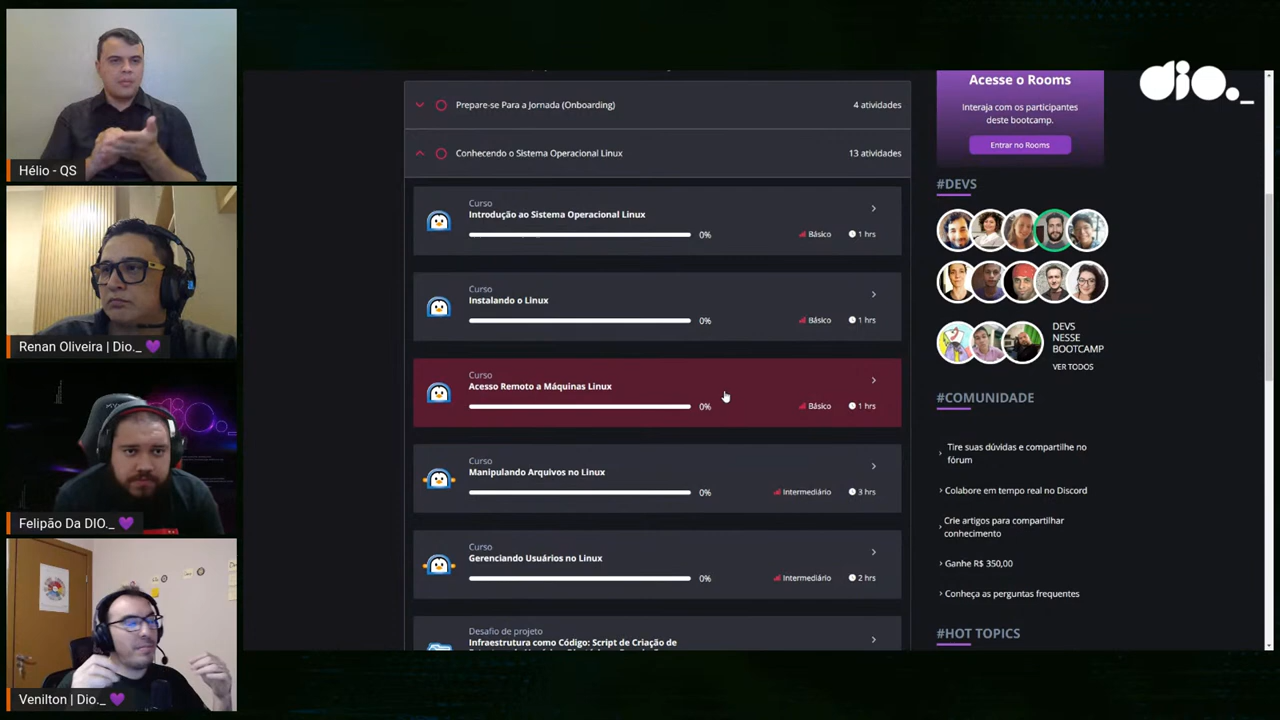 Hélio - QS
Renan Oliveira | Dio._ 💜
Felipão Da DIO._ 💜
Venilton | Dio._ 💜
Prepare-se Para a Jornada (Onboarding)
4 atividades
Conhecendo o Sistema Operacional Linux
13 atividades
Curso
Introdução ao Sistema Operacional Linux
0%
Básico
1 hrs
Curso
Instalando o Linux
0%
Básico
1 hrs
Curso
Acesso Remoto a Máquinas Linux
0%
Básico
1 hrs
Curso
Manipulando Arquivos no Linux
0%
Intermediário
3 hrs
Curso
Gerenciando Usuários no Linux
0%
Intermediário
2 hrs
Desafio de projeto
Infraestrutura como Código: Script de Criação de
Acesse o Rooms
Interaja com os participantes
deste bootcamp.
Entrar no Rooms
#DEVS
DEVS
NESSE
BOOTCAMP
VER TODOS
#COMUNIDADE
Tire suas dúvidas e compartilhe no
fórum
Colabore em tempo real no Discord
Crie artigos para compartilhar
conhecimento
Ganhe R$ 350,00
Conheça as perguntas frequentes
#HOT TOPICS
dio._